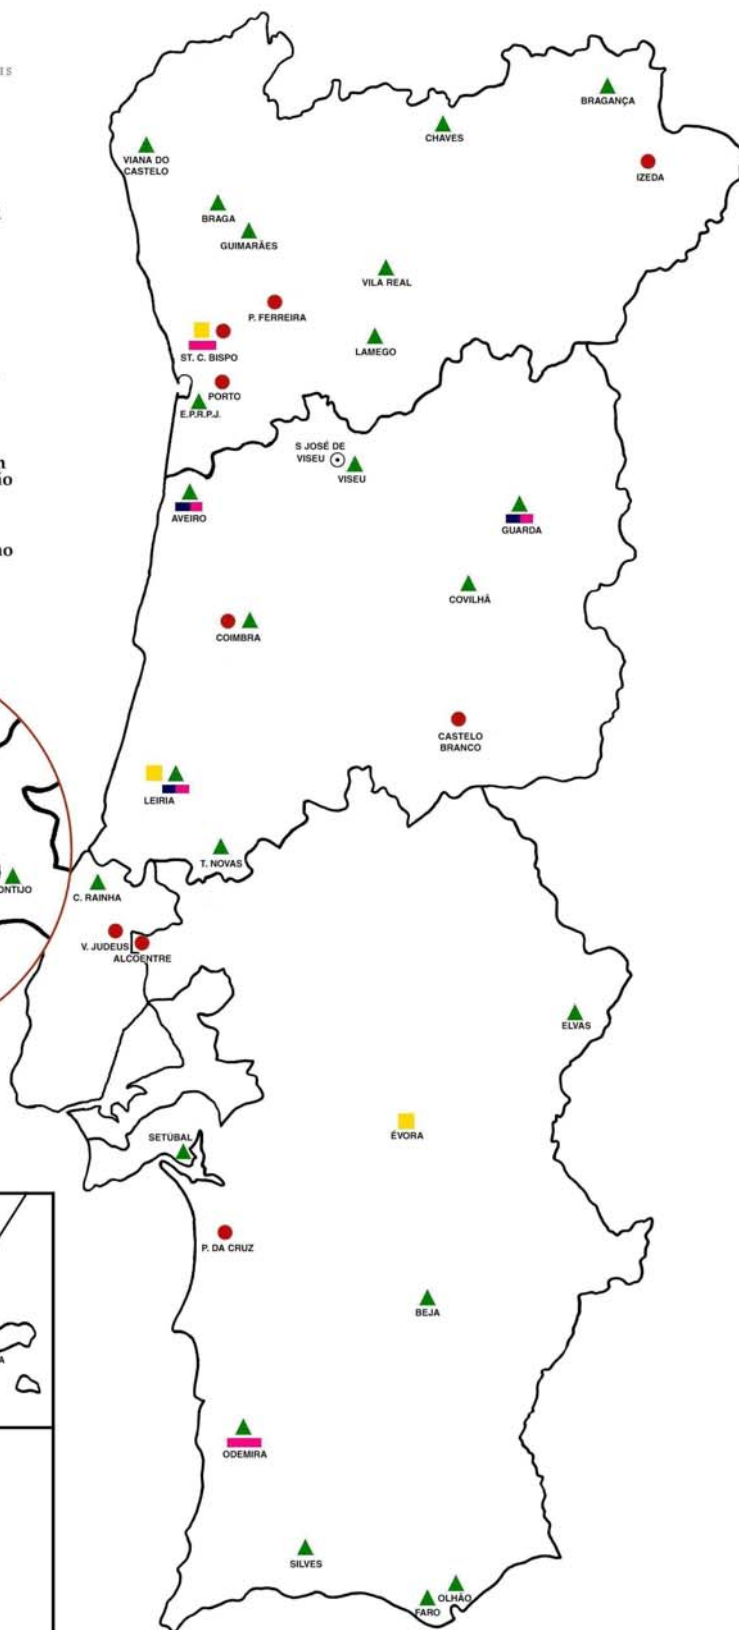 IS
BRAGANÇA
CHAVES
VIANA DO
CASTELO
IZEDA
BRAGA
GUIMARÃES
VILA REAL
P. FERREIRA
ST. C. BISPO
LAMEGO
PORTO
E.P.R.P.J.
S JOSÉ DE
VISEU
VISEU
AVEIRO
GUARDA
COVILHÃ
COIMBRA
CASTELO
BRANCO
LEIRIA
T. NOVAS
ONTIJO
C. RAINHA
V. JUDEUS
ALCOENTRE
ELVAS
ÉVORA
SETÚBAL
P. DA CRUZ
BEJA
ODEMIRA
SILVES
OLHÃO
FARO